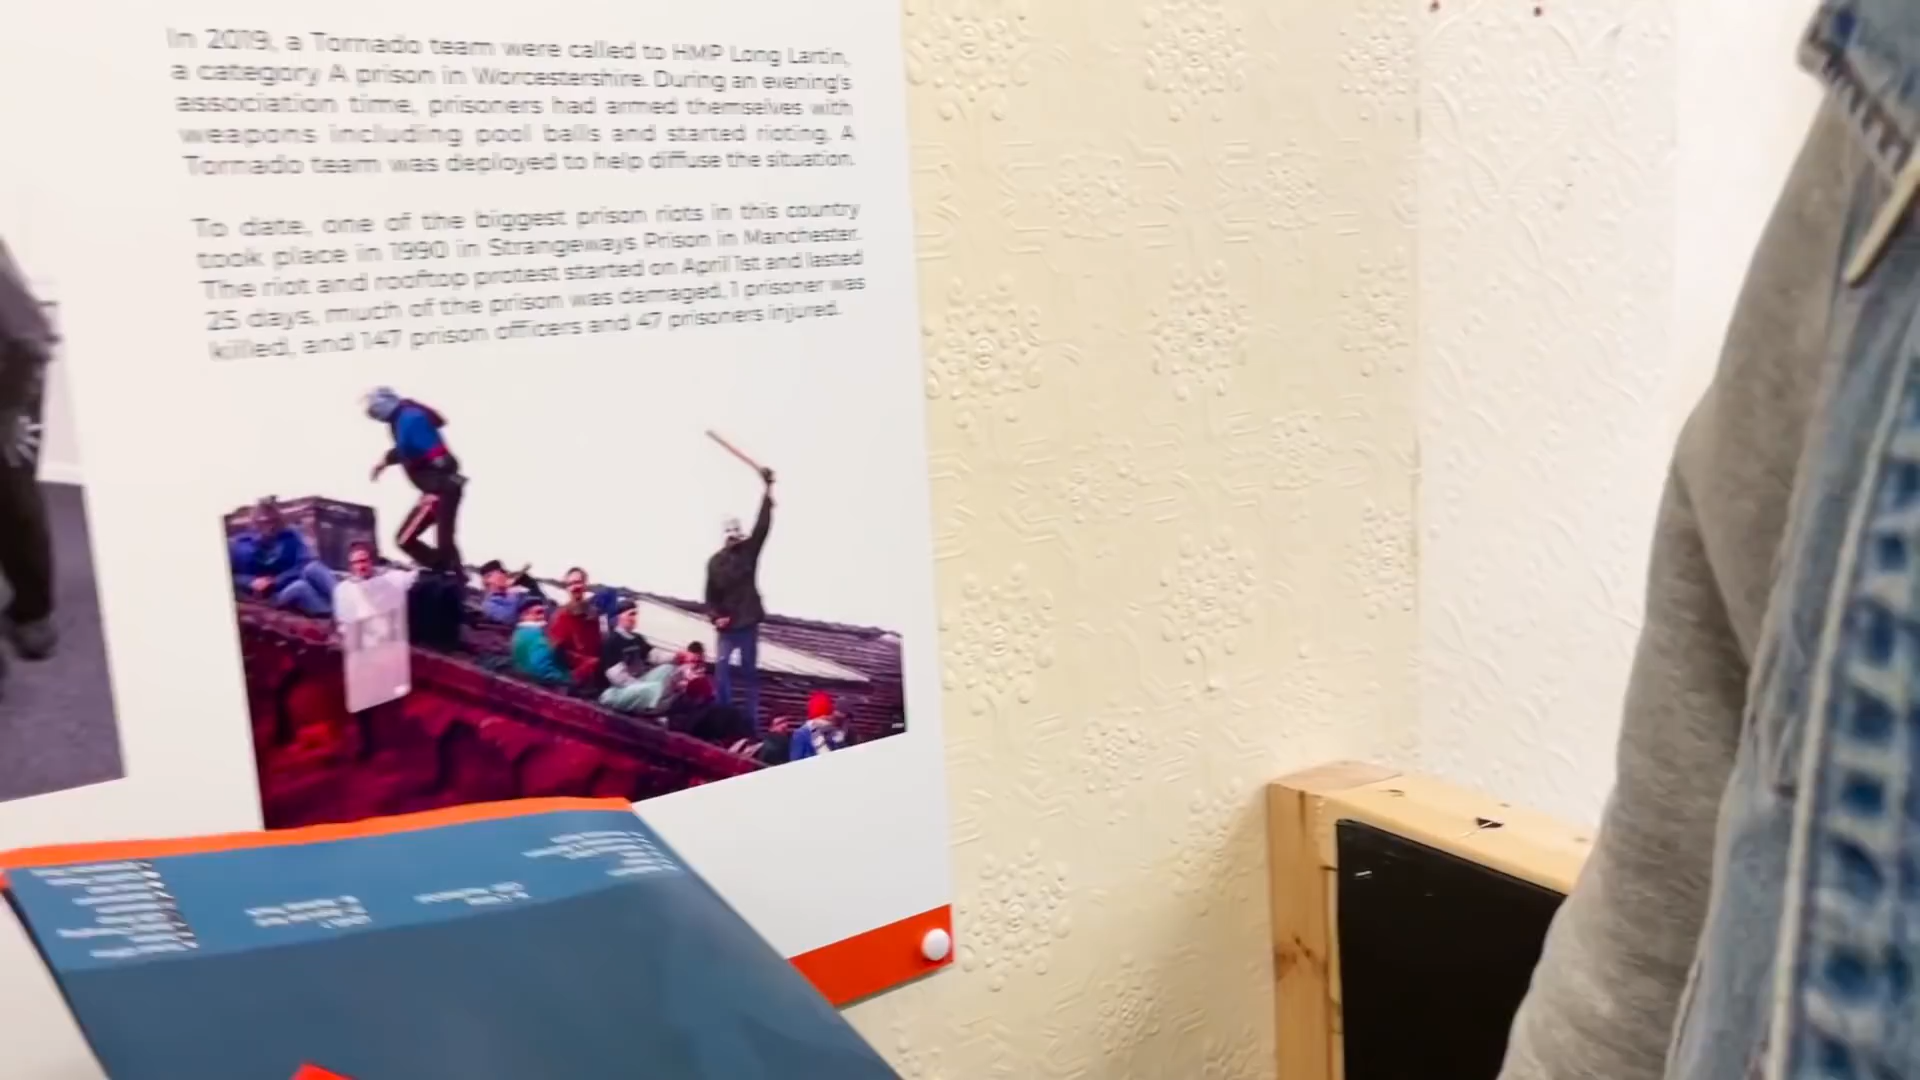 In 2019, a Tornado team were called to HMP Long Lartin,
a category A prison in Worcestershire. During an evening's
association time, prisoners had armed themselves with
weapons including pool balls and started rioting. A
Tornado team was deployed to help diffuse the situation.
To date, one of the biggest prison riots in this country
took place in 1990 in Strangeways Prison in Manchester.
The riot and rooftop protest started on April 1st and lasted
25 days, much of the prison was damaged, 1 prisoner was
killed, and 147 prison officers and 47 prisoners injured.